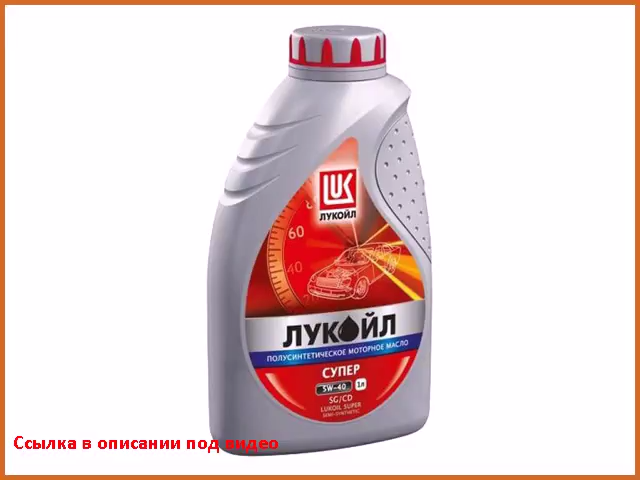 LUK
ЛУКОЙЛ
60
40
20
ЛУКОЙЛ
ПОЛУСИНТЕТИЧЕСКОЕ МОТОРНОЕ МАСЛО
СУПЕР
5W-40 1л
SG/CD
LUKOIL SUPER
SEMI-SYNTHETIC
Ссылка в описании под видео